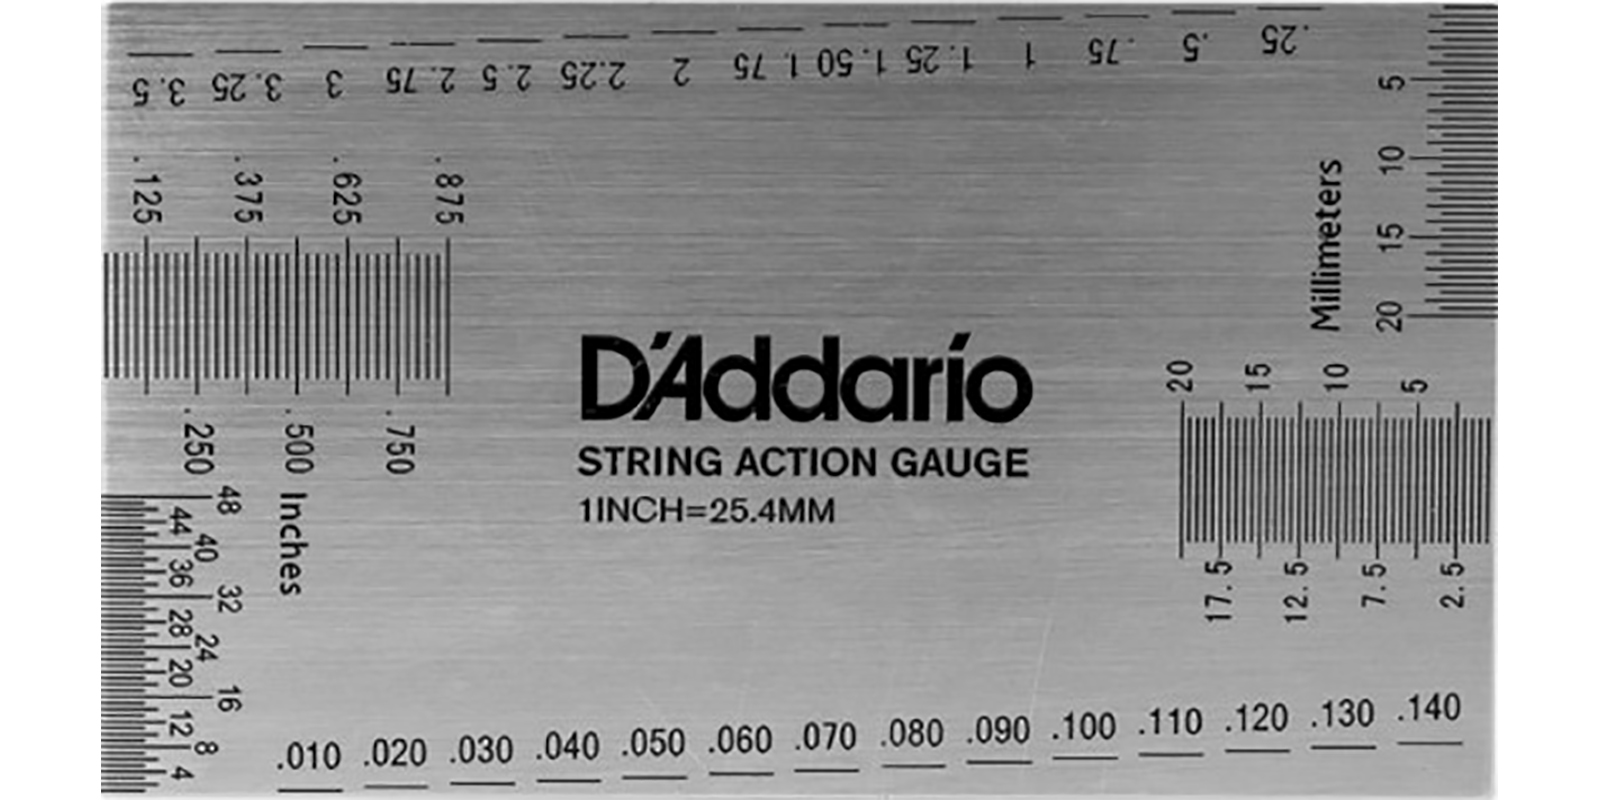 3.5 3.25 3 2.75 2.5 2.25 2 1.75 1.50 1.25 1 .75 .5 .25
.125 .375 .625 .875
.250 .500 .750
Inches
48 44 40 36 32 28 24 20 16 12 8 4
D'Addario
STRING ACTION GAUGE
1INCH=25.4MM
5 10 15 20
Millimeters
20 15 10 5
17.5 12.5 7.5 2.5
.010 .020 .030 .040 .050 .060 .070 .080 .090 .100 .110 .120 .130 .140